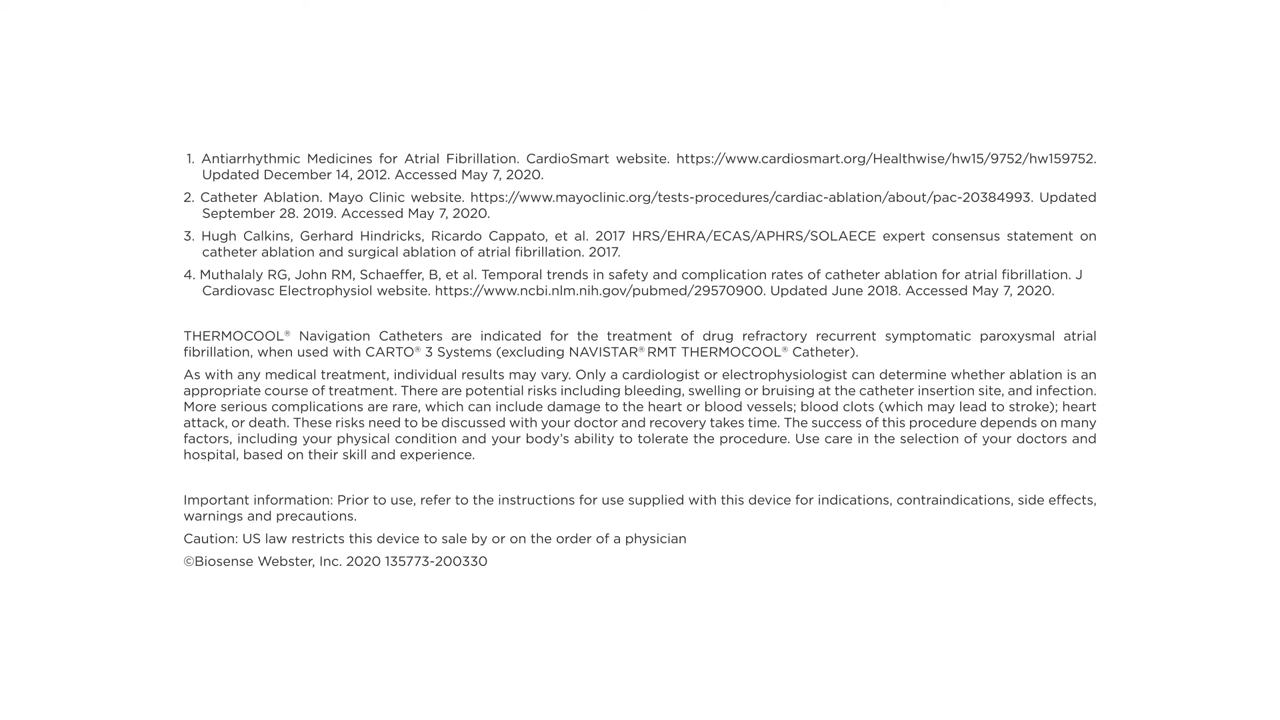 1. Antiarrhythmic Medicines for Atrial Fibrillation. CardioSmart website. https://www.cardiosmart.org/Healthwise/hw15/9752/hw159752.
Updated December 14, 2012. Accessed May 7, 2020.
2. Catheter Ablation. Mayo Clinic website. https://www.mayoclinic.org/tests-procedures/cardiac-ablation/about/pac-20384993. Updated
September 28. 2019. Accessed May 7, 2020.
3. Hugh Calkins, Gerhard Hindricks, Ricardo Cappato, et al. 2017 HRS/EHRA/ECAS/APHRS/SOLAECE expert consensus statement on
catheter ablation and surgical ablation of atrial fibrillation. 2017.
4. Muthalaly RG, John RM, Schaeffer, B, et al. Temporal trends in safety and complication rates of catheter ablation for atrial fibrillation. J
Cardiovasc Electrophysiol website. https://www.ncbi.nlm.nih.gov/pubmed/29570900. Updated June 2018. Accessed May 7, 2020.
THERMOCOOL® Navigation Catheters are indicated for the treatment of drug refractory recurrent symptomatic paroxysmal atrial
fibrillation, when used with CARTO® 3 Systems (excluding NAVISTAR® RMT THERMOCOOL® Catheter).
As with any medical treatment, individual results may vary. Only a cardiologist or electrophysiologist can determine whether ablation is an
appropriate course of treatment. There are potential risks including bleeding, swelling or bruising at the catheter insertion site, and infection.
More serious complications are rare, which can include damage to the heart or blood vessels; blood clots (which may lead to stroke); heart
attack, or death. These risks need to be discussed with your doctor and recovery takes time. The success of this procedure depends on many
factors, including your physical condition and your body's ability to tolerate the procedure. Use care in the selection of your doctors and
hospital, based on their skill and experience.
Important information: Prior to use, refer to the instructions for use supplied with this device for indications, contraindications, side effects,
warnings and precautions.
Caution: US law restricts this device to sale by or on the order of a physician
©Biosense Webster, Inc. 2020 135773-200330